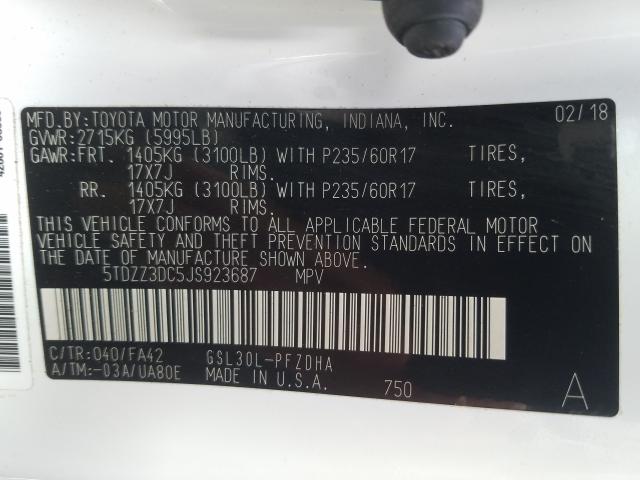 MFD.BY:TOYOTA MOTOR MANUFACTURING, INDIANA, INC. 02/18
GVWR:2715KG (5995LB)
GAWR:FRT. 1405KG (3100LB) WITH P235/60R17 TIRES,
17X7J RIMS.
RR. 1405KG (3100LB) WITH P235/60R17 TIRES,
17X7J RIMS.
THIS VEHICLE CONFORMS TO ALL APPLICABLE FEDERAL MOTOR
VEHICLE SAFETY AND THEFT PREVENTION STANDARDS IN EFFECT ON
THE DATE OF MANUFACTURE SHOWN ABOVE.
5TDZZ3DC5JS923687 MPV
C/TR:040/FA42 GSL30L-PFZDHA
A/TM:-03A/UA80E MADE IN U.S.A. 750 A